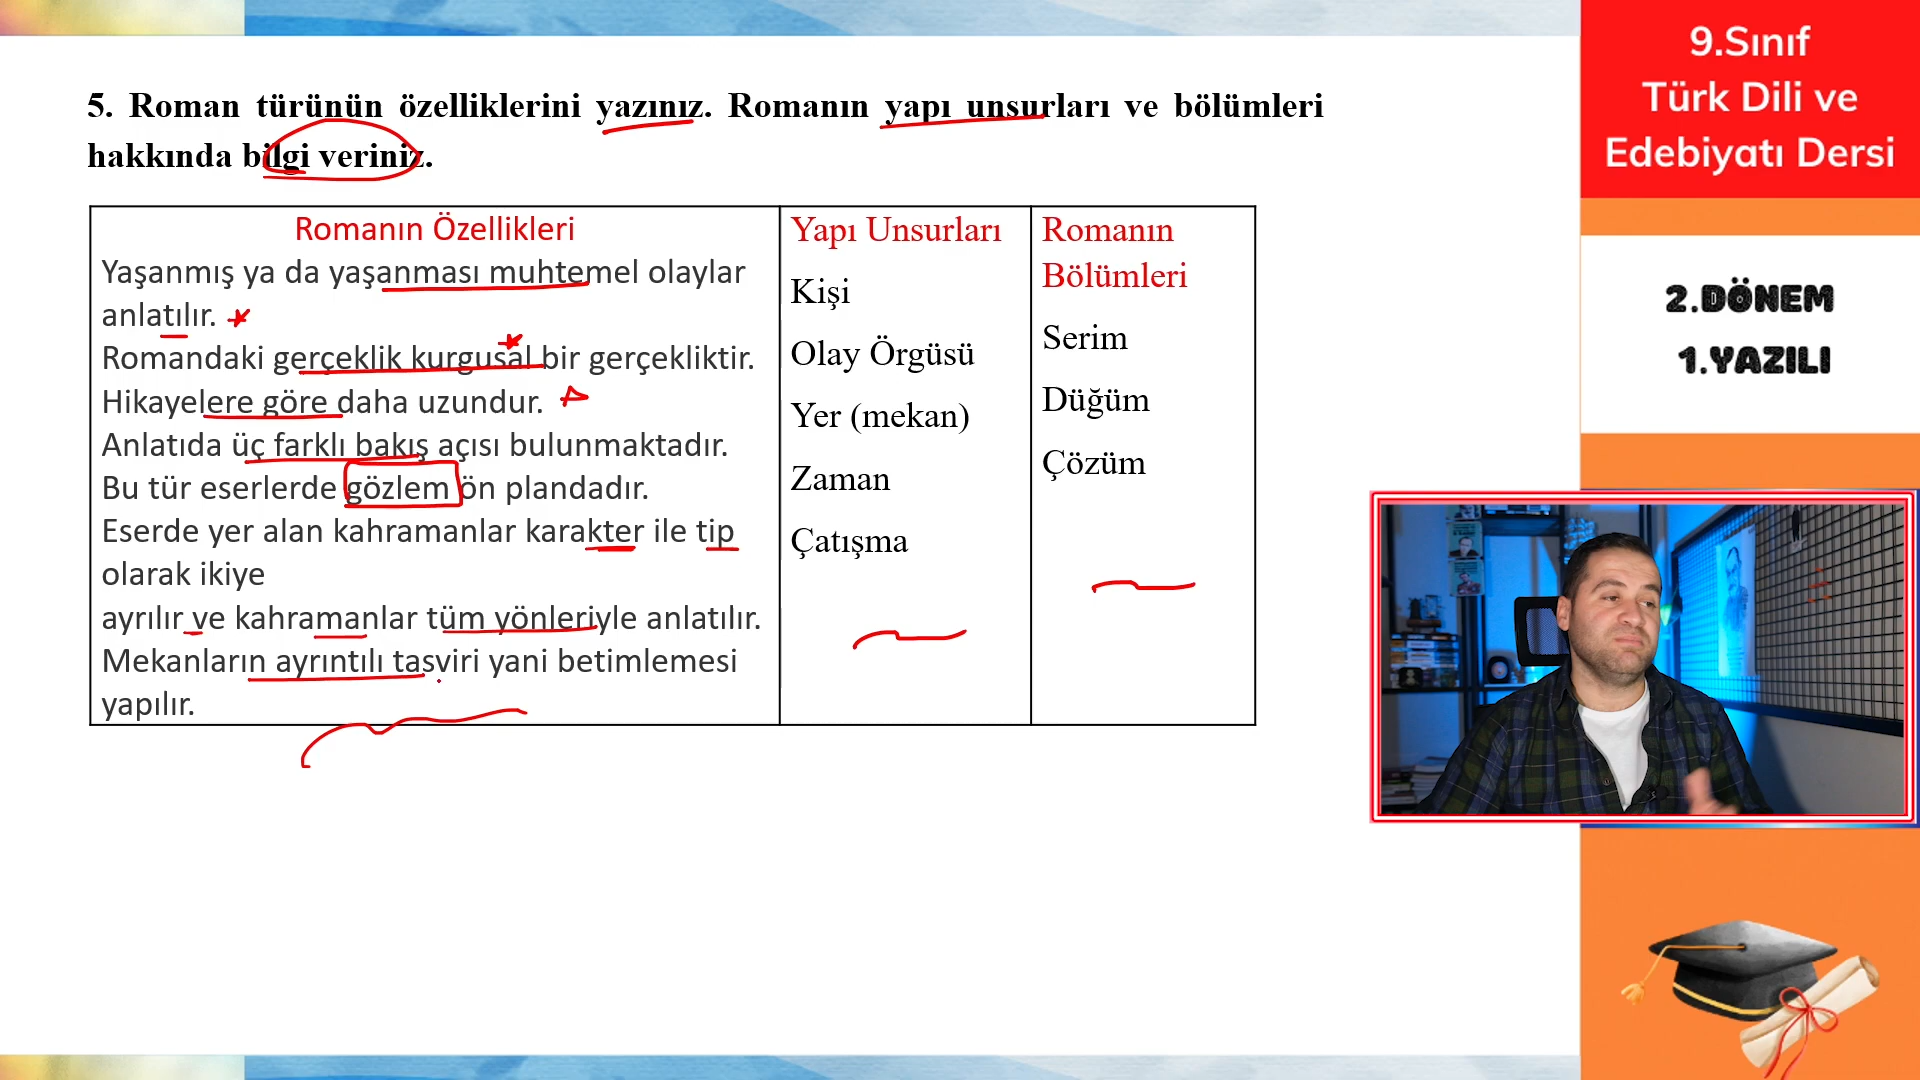 5. Roman türünün özelliklerini yazınız. Romanın yapı unsurları ve bölümleri
hakkında bilgi veriniz.
Romanın Özellikleri
Yaşanmış ya da yaşanması muhtemel olaylar
anlatılır.
Romandaki gerçeklik kurgusal bir gerçekliktir.
Hikayelere göre daha uzundur.
Anlatıda üç farklı bakış açısı bulunmaktadır.
Bu tür eserlerde gözlem ön plandadır.
Eserde yer alan kahramanlar karakter ile tip
olarak ikiye
ayrılır ve kahramanlar tüm yönleriyle anlatılır.
Mekanların ayrıntılı tasviri yani betimlemesi
yapılır.
Yapı Unsurları
Kişi
Olay Örgüsü
Yer (mekan)
Zaman
Çatışma
Romanın
Bölümleri
Serim
Düğüm
Çözüm
9.Sınıf
Türk Dili ve
Edebiyatı Dersi
2.DÖNEM
1.YAZILI